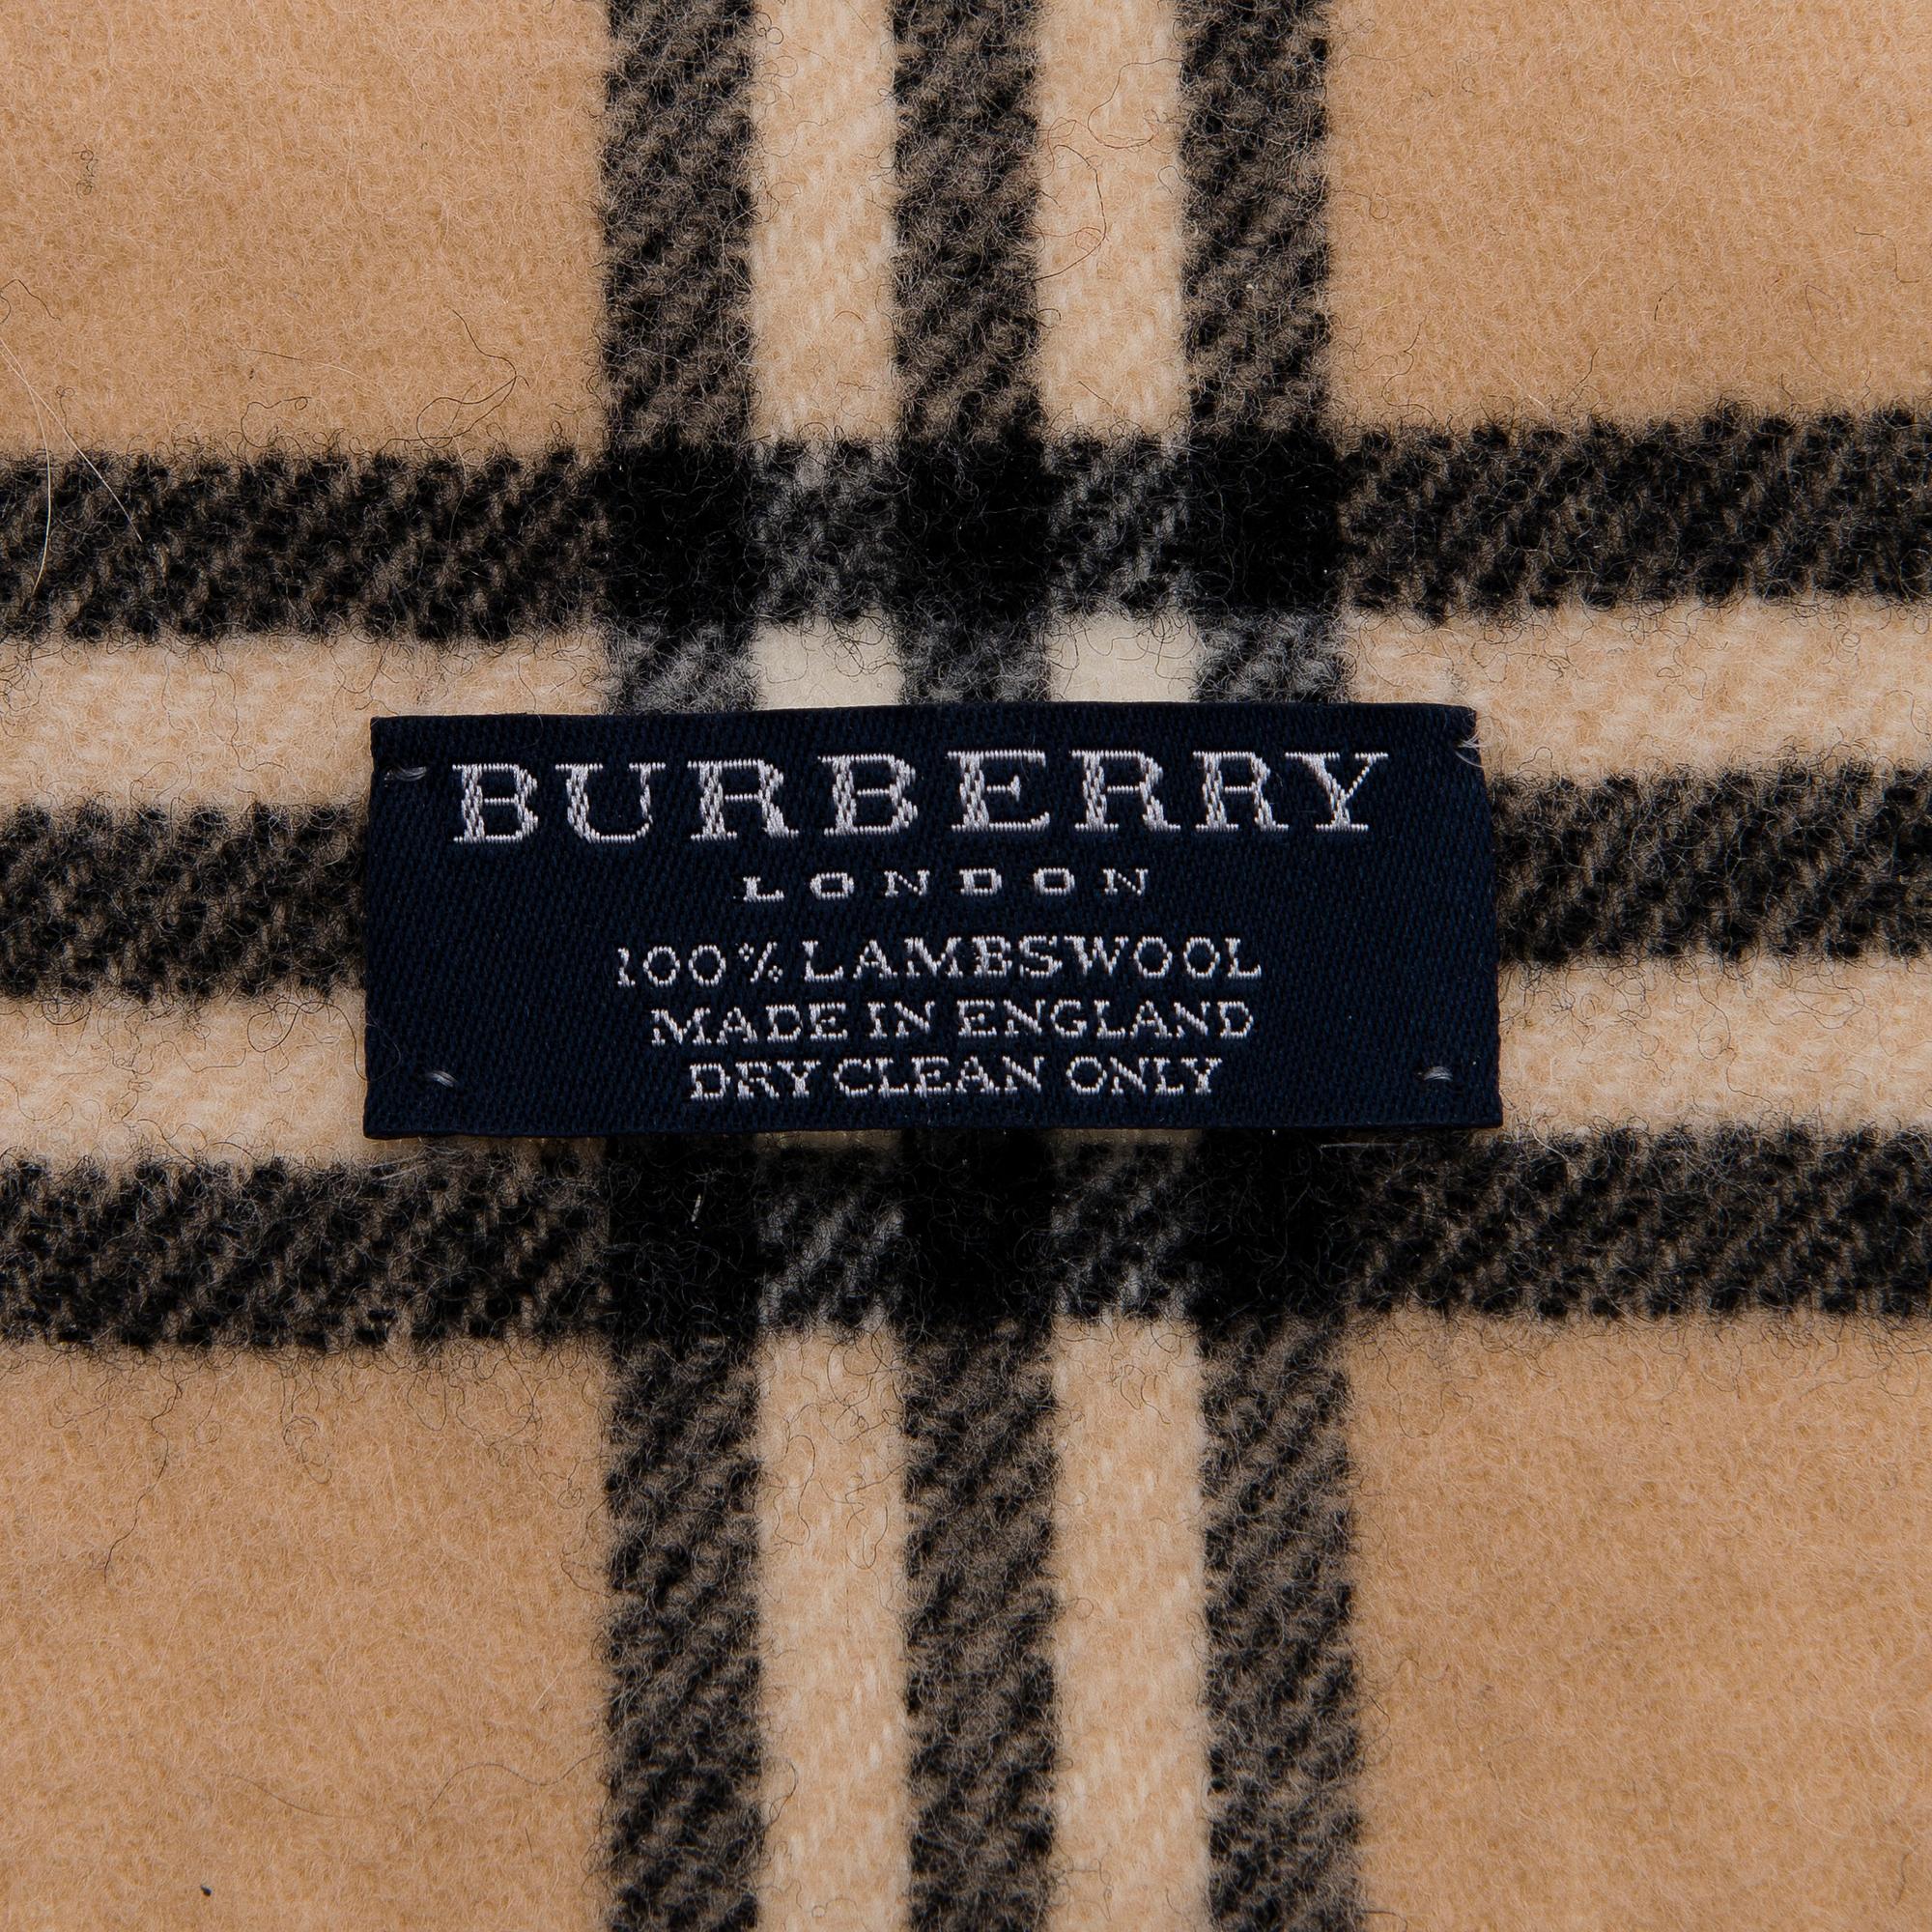 BURBERRY
LONDON
100% LAMBSWOOL
MADE IN ENGLAND
DRY CLEAN ONLY